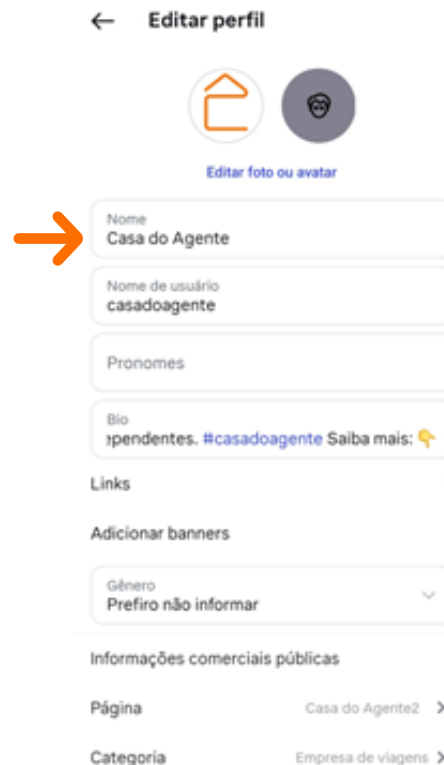 Editar perfil
Editar foto ou avatar
Nome
Casa do Agente
Nome de usuário
casadoagente
Pronomes
Bio
ependentes. #casadoagente Saiba mais: 👇
Links
Adicionar banners
Gênero
Prefiro não informar
Informações comerciais públicas
Página Casa do Agente2
Categoria Empresa de viagens